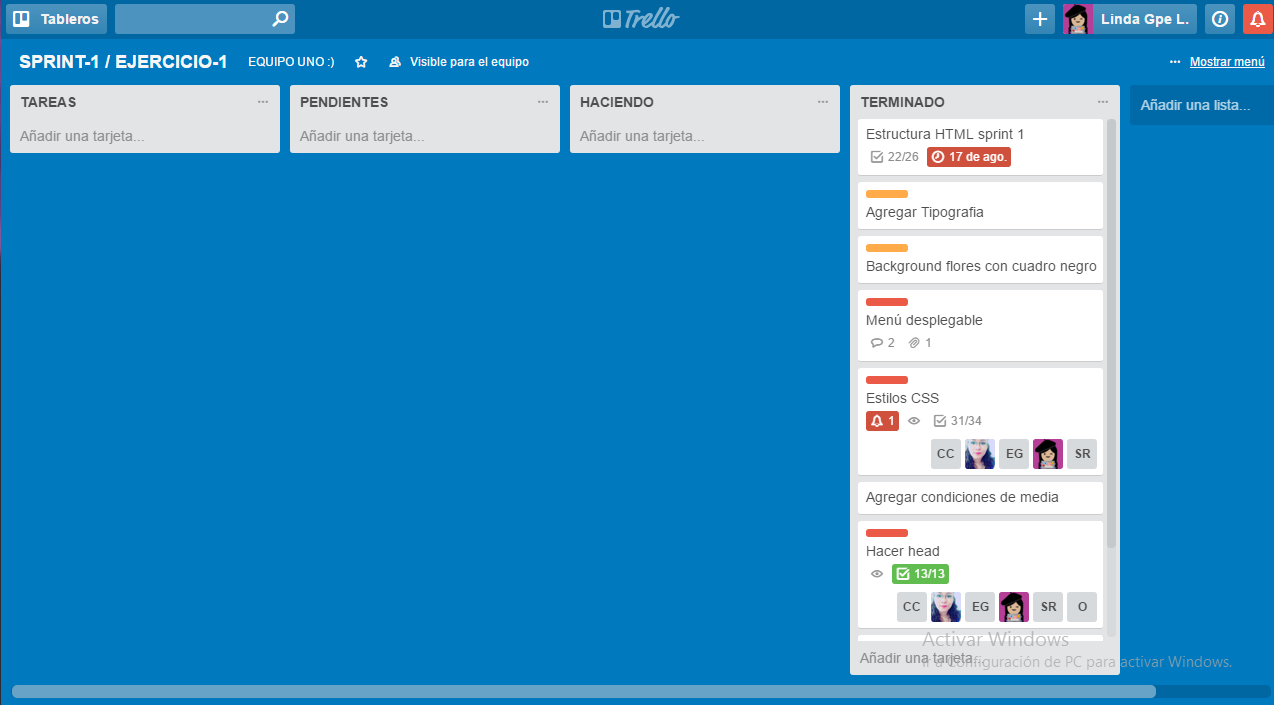 Tableros
Trello
Linda Gpe L.
SPRINT-1 / EJERCICIO-1
EQUIPO UNO :)
Visible para el equipo
Mostrar menú
TAREAS
Añadir una tarjeta...
PENDIENTES
Añadir una tarjeta...
HACIENDO
Añadir una tarjeta...
TERMINADO
Estructura HTML sprint 1
22/26
17 de ago.
Agregar Tipografia
Background flores con cuadro negro
Menú desplegable
2
1
Estilos CSS
1
31/34
CC
EG
SR
Agregar condiciones de media
Hacer head
13/13
CC
EG
SR
O
Añadir una tarjeta...
Añadir una lista...
Activar Windows
Ir a Configuración de PC para activar Windows.